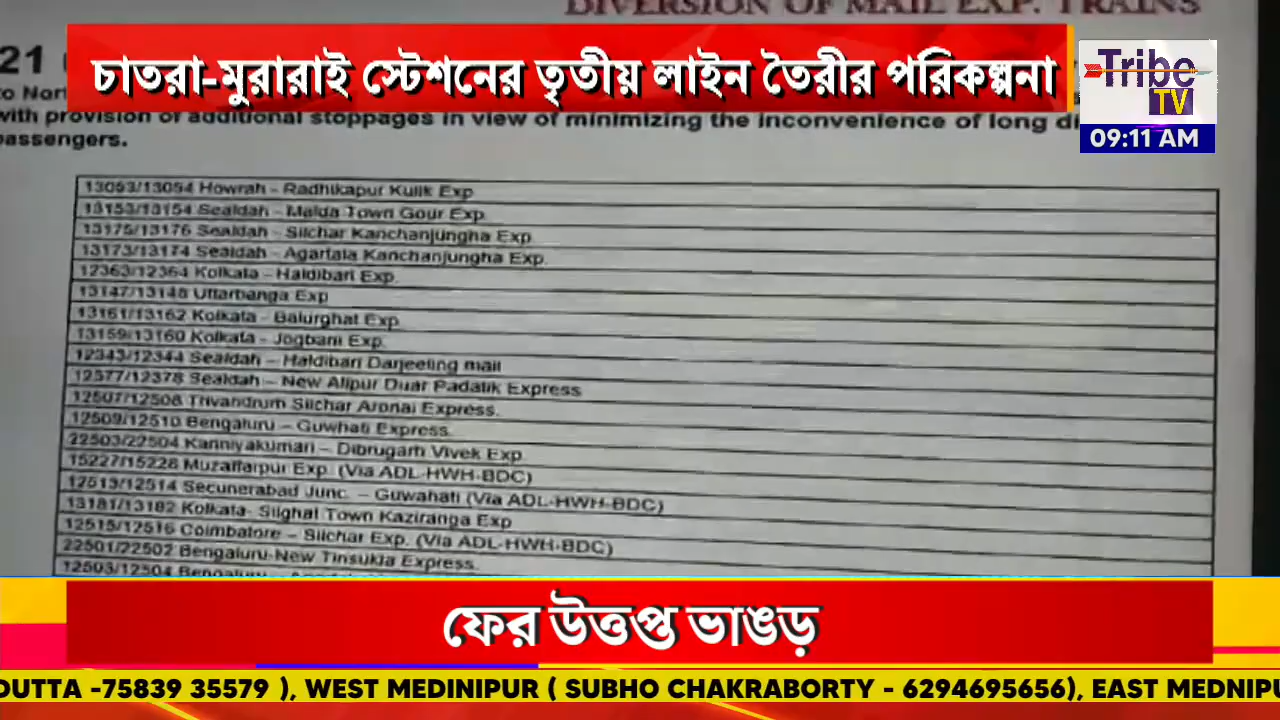 DIVERSION OF MAIL EXP. TRAINS
21
চাতরা-মুরারাই স্টেশনের তৃতীয় লাইন তৈরীর পরিকল্পনা
Tribe
TV
09:11 AM
with provision of additional stoppages in view of minimizing the inconvenience of long
passengers.
13053/13054 Howrah - Radhikapur Kulik Exp
13153/13154 Sealdah - Malda Town Gour Exp
13175/13176 Sealdah - Silchar Kanchanjungha Exp
13173/13174 Sealdah - Agartala Kanchanjungha Exp.
12363/12364 Kolkata - Haldibari Exp.
13147/13148 Uttarbanga Exp
13161/13162 Kolkata - Balurghat Exp
13159/13160 Kolkata - Jogbani Exp.
12343/12344 Sealdah - Haldibari Darjeeling mail
12377/12378 Sealdah - New Alipur Duar Padatik Express
12507/12508 Trivandrum Silchar Aronai Express.
12509/12510 Bengaluru - Guwhati Express.
22503/22504 Kanniyakumari - Dibrugarh Vivek Exp
15227/15228 Muzaffarpur Exp. (Via ADL-HWH-BDC)
12513/12514 Secunerabad Junc. - Guwahati (Via ADL-HWH-BDC)
13181/13182 Kolkata- Silghat Town Kaziranga Exp
12515/12516 Coimbatore - Silchar Exp. (Via ADL-HWH-BDC)
22501/22502 Bengaluru-New Tinsukia Express.
12503/12504 Bengaluru -
ফের উত্তপ্ত ভাঙড়
DUTTA -75839 35579 ), WEST MEDINIPUR ( SUBHO CHAKRABORTY - 6294695656), EAST MEDNIPU